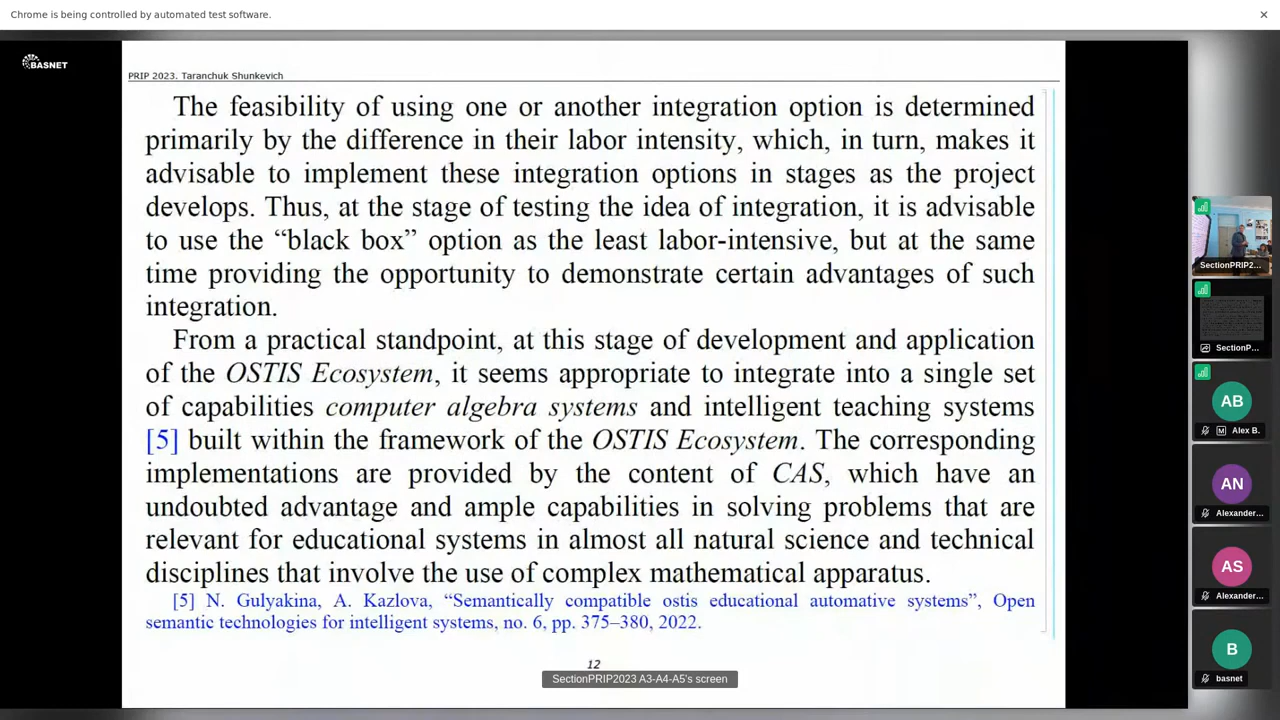 Chrome is being controlled by automated test software.
BASNET
PRIP 2023. Taranchuk Shunkevich
The feasibility of using one or another integration option is determined
primarily by the difference in their labor intensity, which, in turn, makes it
advisable to implement these integration options in stages as the project
develops. Thus, at the stage of testing the idea of integration, it is advisable
to use the “black box” option as the least labor-intensive, but at the same
time providing the opportunity to demonstrate certain advantages of such
integration.
From a practical standpoint, at this stage of development and application
of the OSTIS Ecosystem, it seems appropriate to integrate into a single set
of capabilities computer algebra systems and intelligent teaching systems
[5] built within the framework of the OSTIS Ecosystem. The corresponding
implementations are provided by the content of CAS, which have an
undoubted advantage and ample capabilities in solving problems that are
relevant for educational systems in almost all natural science and technical
disciplines that involve the use of complex mathematical apparatus.
[5] N. Gulyakina, A. Kazlova, “Semantically compatible ostis educational automative systems”, Open
semantic technologies for intelligent systems, no. 6, pp. 375–380, 2022.
12
SectionPRIP2023 A3-A4-A5's screen
SectionPRIP2...
SectionP...
AB
M Alex B.
AN
Alexander...
AS
Alexander...
B
basnet